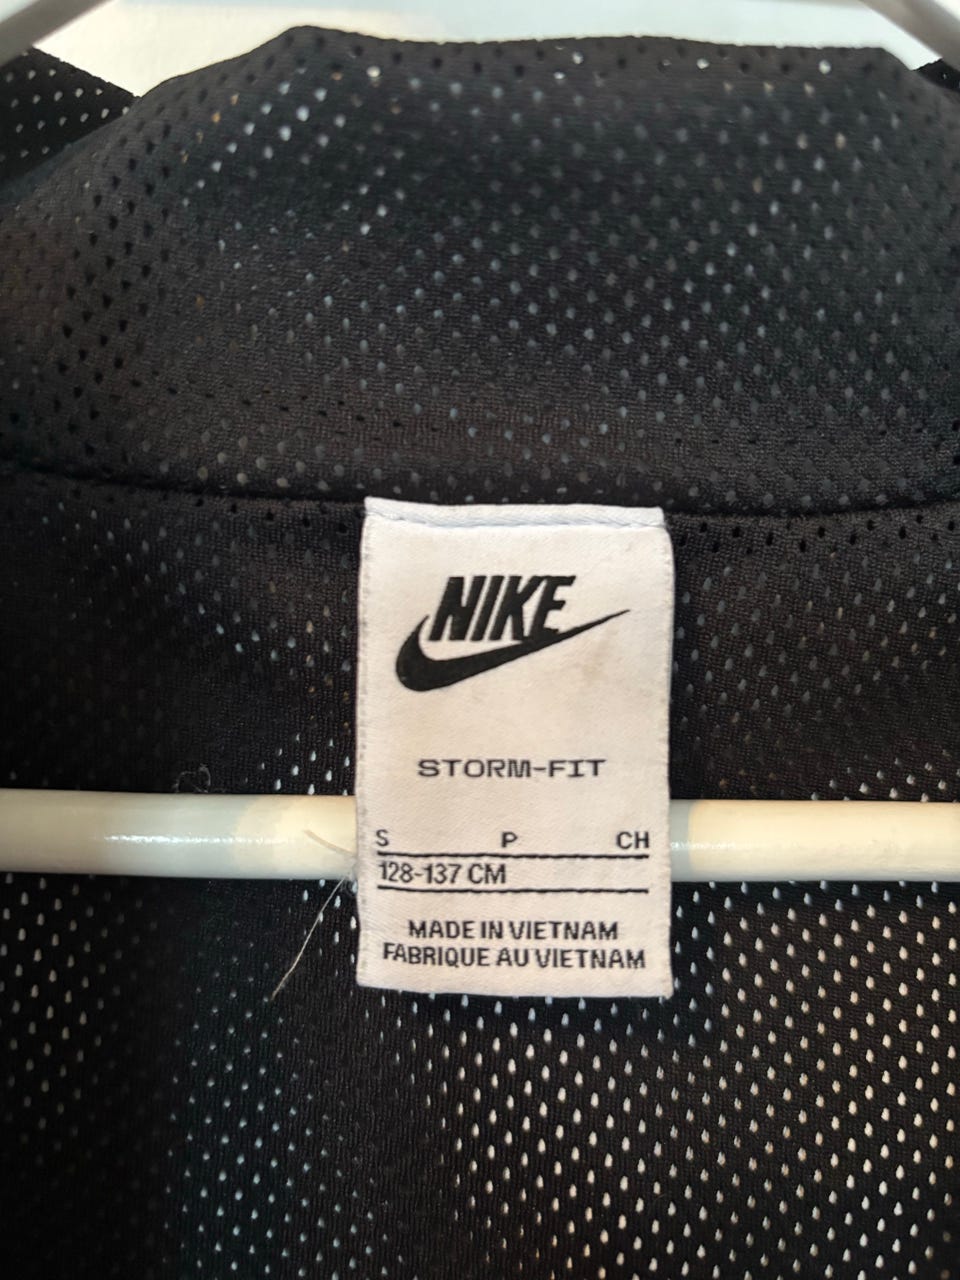 NIKE
STORM-FIT
S P CH
128-137 CM
MADE IN VIETNAM
FABRIQUE AU VIETNAM